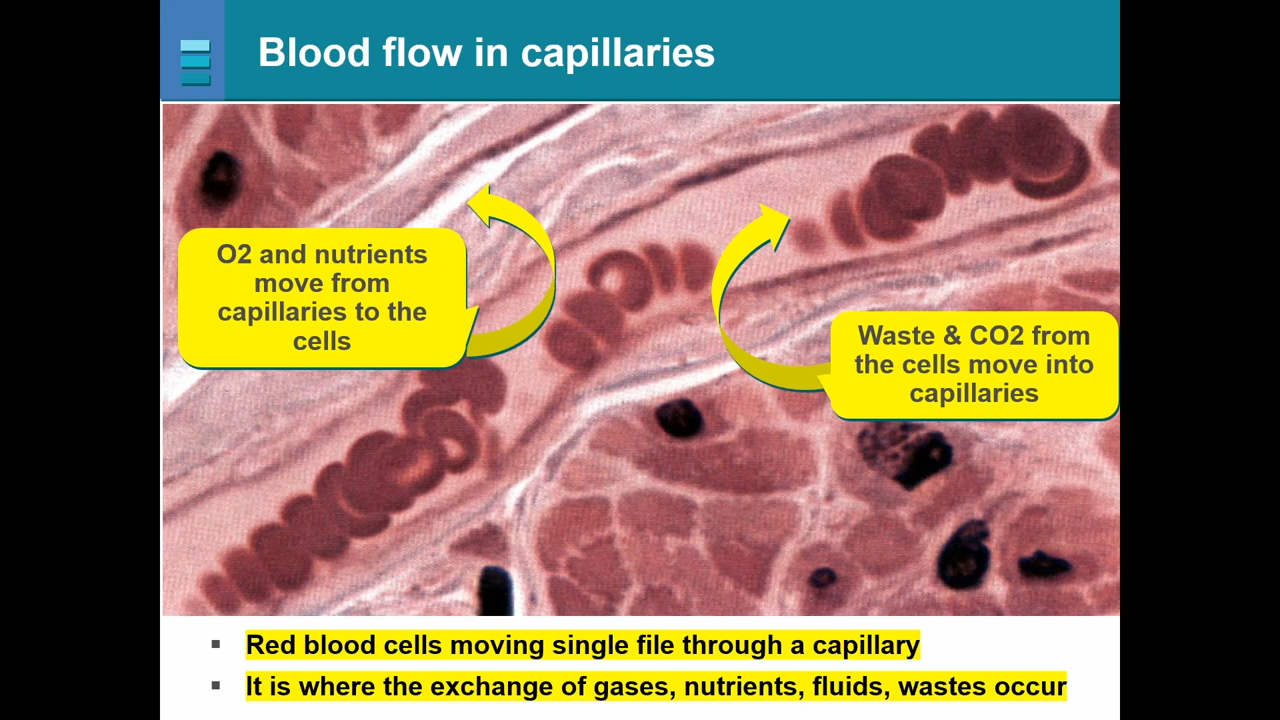 Blood flow in capillaries
O2 and nutrients
move from
capillaries to the
cells
Waste & CO2 from
the cells move into
capillaries
Red blood cells moving single file through a capillary
It is where the exchange of gases, nutrients, fluids, wastes occur